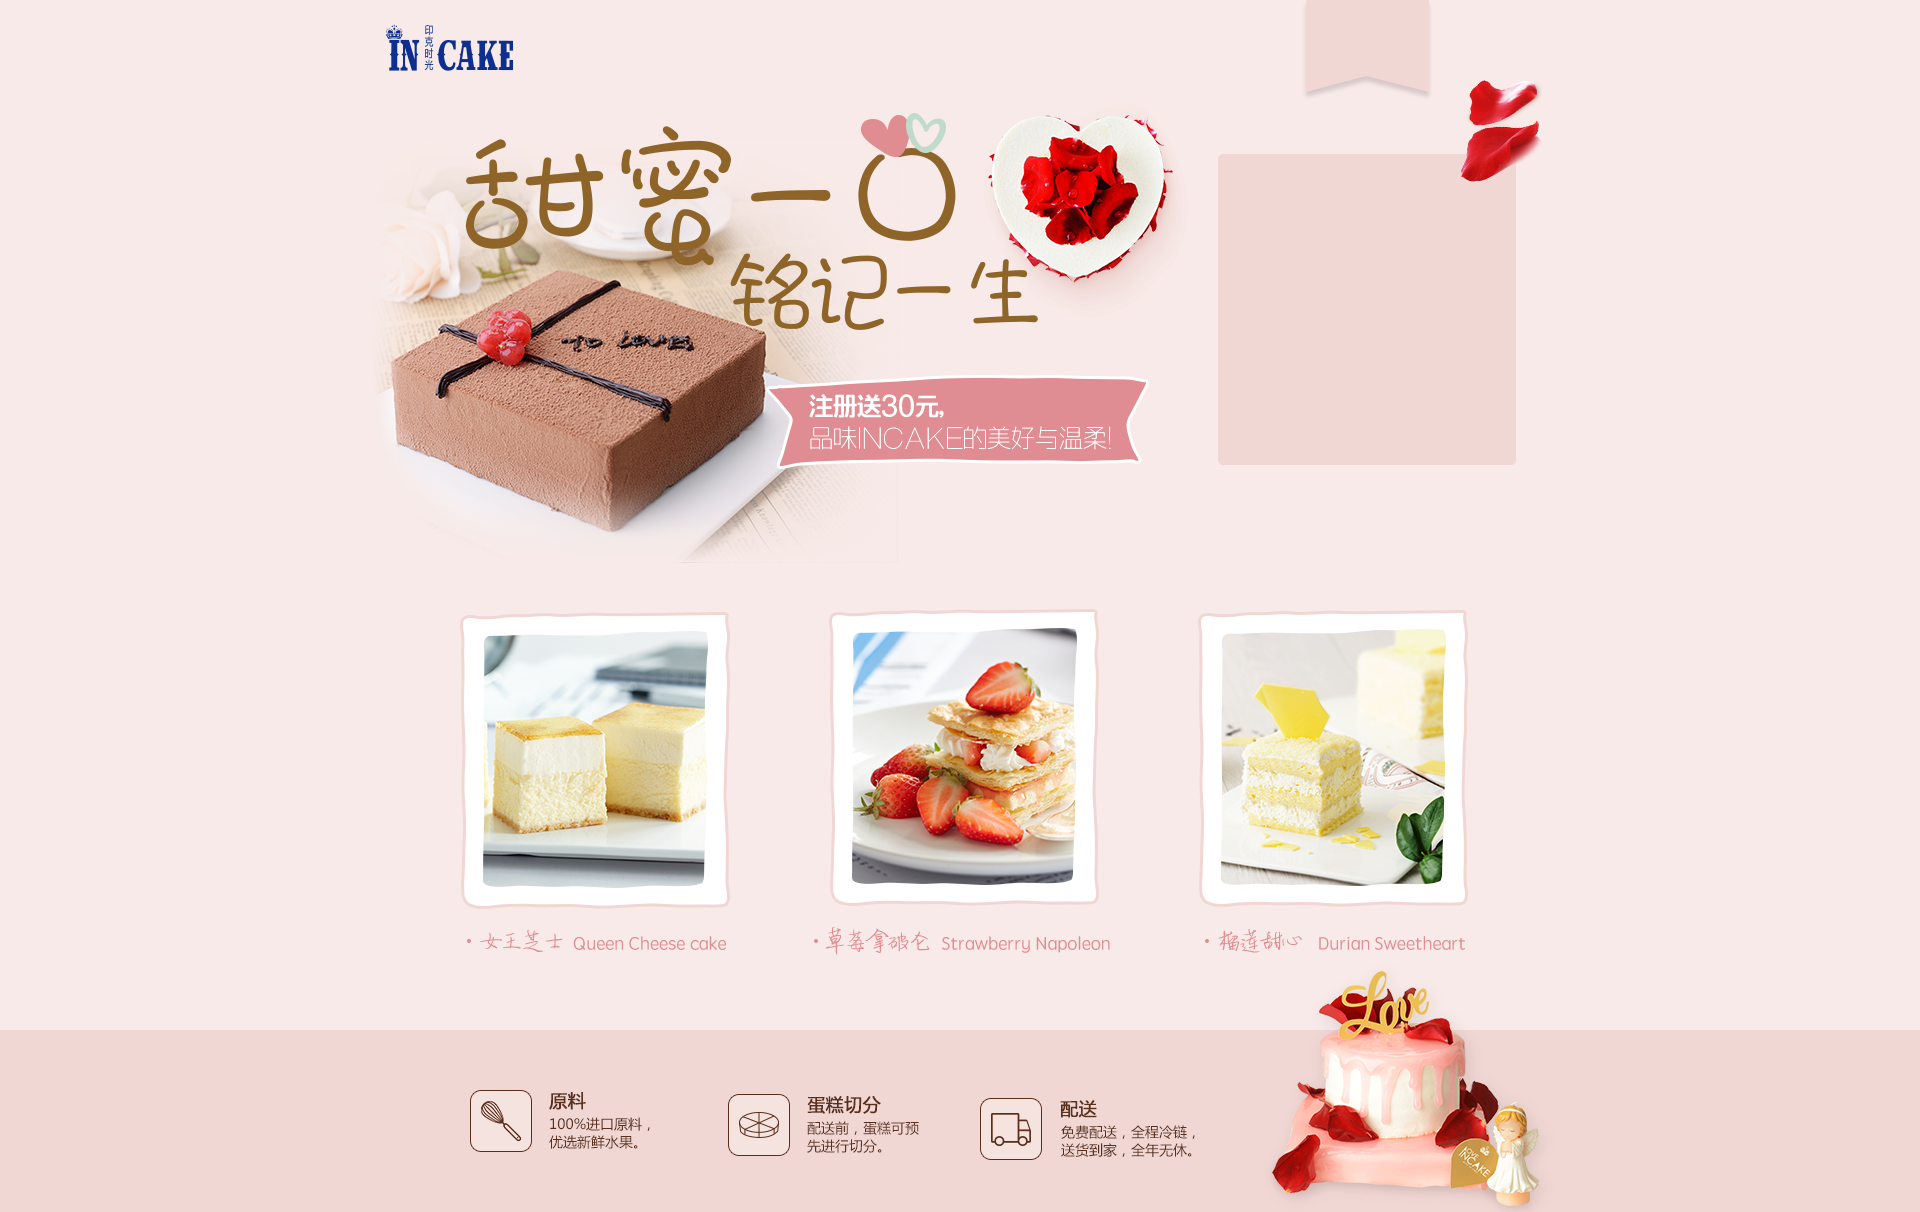 印克时光
IN CAKE
甜蜜一口
铭记一生
TO LOVE
注册送30元,
品味INCAKE的美好与温柔!
• 女王芝士 Queen Cheese cake
• 草莓拿破仑 Strawberry Napoleon
• 榴莲甜心 Durian Sweetheart
Love
原料
100%进口原料，
优选新鲜水果。
蛋糕切分
配送前，蛋糕可预
先进行切分。
配送
免费配送，全程冷链，
送货到家，全年无休。
LOVE
INCAKE